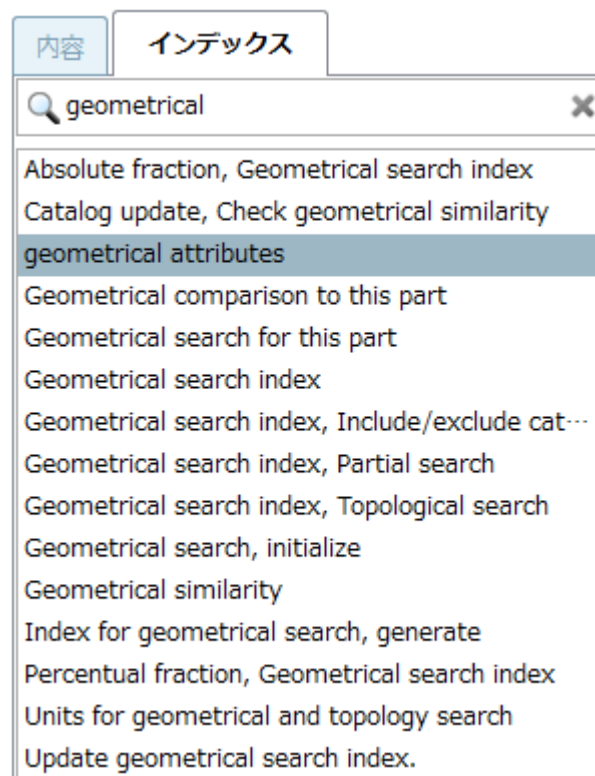 内容
インデックス
geometrical
Absolute fraction, Geometrical search index
Catalog update, Check geometrical similarity
geometrical attributes
Geometrical comparison to this part
Geometrical search for this part
Geometrical search index
Geometrical search index, Include/exclude cat…
Geometrical search index, Partial search
Geometrical search index, Topological search
Geometrical search, initialize
Geometrical similarity
Index for geometrical search, generate
Percentual fraction, Geometrical search index
Units for geometrical and topology search
Update geometrical search index.